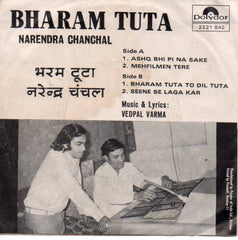 BHARAM TUTA
NARENDRA CHANCHAL
Polydor
2221 842
भरम टूटा
नरेन्द्र चंचल
Side A
1. ASHQ BHI PI NA SAKE
2. MEHFILMEN TERE
Side B
1. BHARAM TUTA TO DIL TUTA
2. SEENE SE LAGA KAR
Music & Lyrics:
VEDPAL VARMA